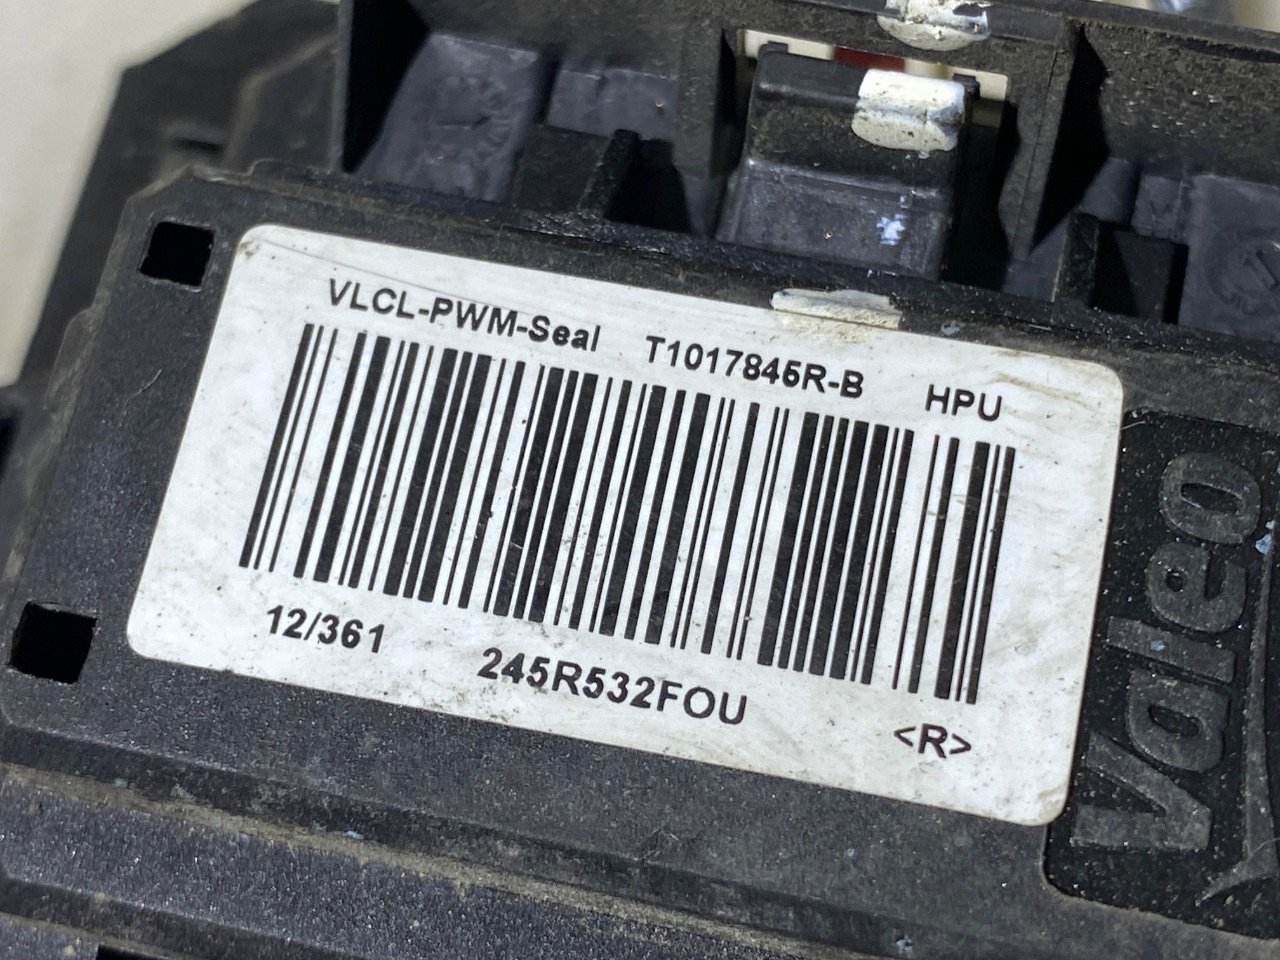 VLCL-PWM-Seal T1017845R-B HPU
12/361 245R532FOU <R>
Valeo